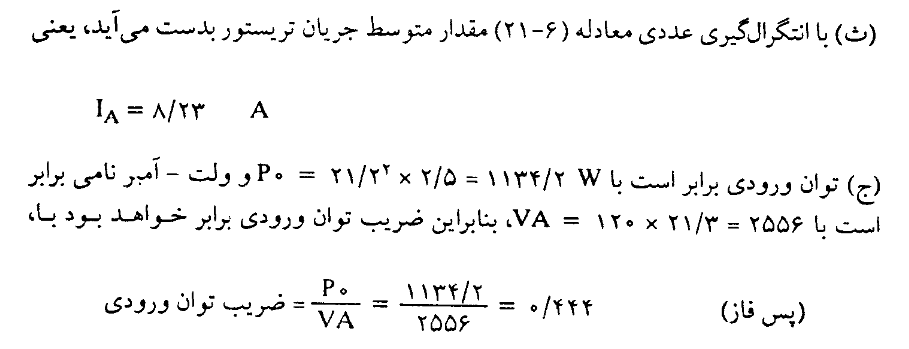 (ث) با انتگرال‌گیری عددی معادله (۶-۲۱) مقدار متوسط جریان تریستور بدست می‌آید، یعنی
I_A = ۸/۲۳ A
(ج) توان ورودی برابر است با P۰ = ۲۱/۲² × ۲/۵ = ۱۱۳۴/۲ W و ولت - آمپر نامی برابر
است با VA = ۱۲۰ × ۲۱/۳ = ۲۵۵۶، بنابراین ضریب توان ورودی برابر خواهد بود با،
(پس فاز) ضریب توان ورودی = P۰/VA = ۱۱۳۴/۲ / ۲۵۵۶ = ۰/۴۴۴